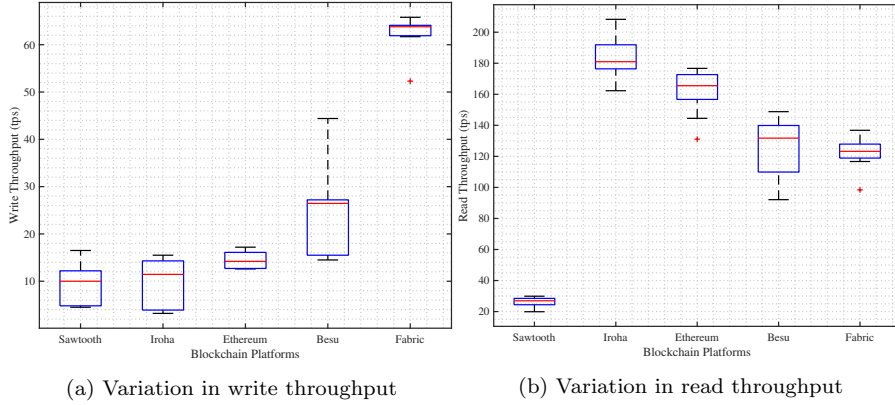 Write Throughput (tps)
60
50
40
30
20
10
Sawtooth Iroha Ethereum Besu Fabric
Blockchain Platforms
(a) Variation in write throughput
Read Throughput (tps)
200
180
160
140
120
100
80
60
40
20
Sawtooth Iroha Ethereum Besu Fabric
Blockchain Platforms
(b) Variation in read throughput